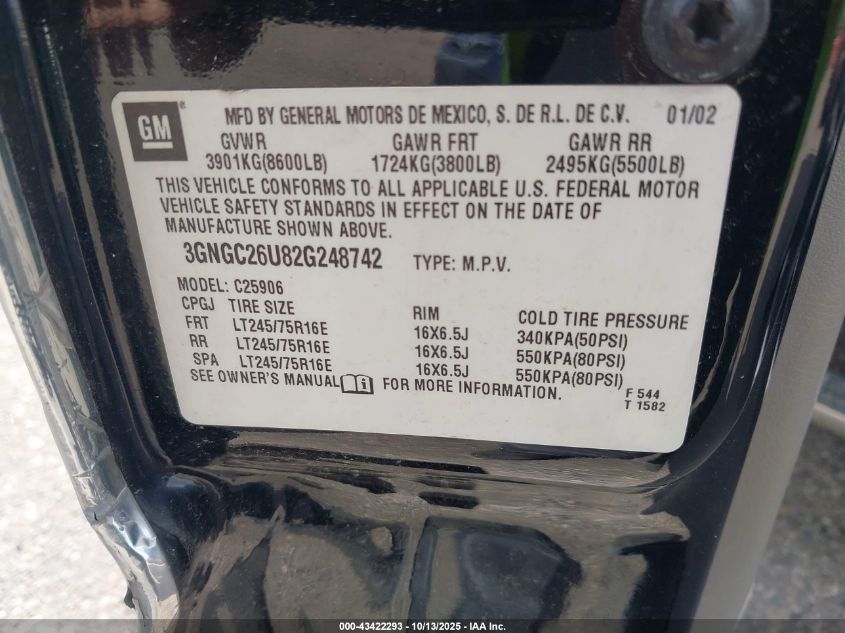 GM ®
MFD BY GENERAL MOTORS DE MEXICO, S. DE R.L. DE C.V. 01/02
GVWR GAWR FRT GAWR RR
3901KG(8600LB) 1724KG(3800LB) 2495KG(5500LB)
THIS VEHICLE CONFORMS TO ALL APPLICABLE U.S. FEDERAL MOTOR
VEHICLE SAFETY STANDARDS IN EFFECT ON THE DATE OF
MANUFACTURE SHOWN ABOVE.
3GNGC26U82G248742 TYPE: M.P.V.
MODEL: C25906
CPGJ TIRE SIZE RIM COLD TIRE PRESSURE
FRT LT245/75R16E 16X6.5J 340KPA(50PSI)
RR LT245/75R16E 16X6.5J 550KPA(80PSI)
SPA LT245/75R16E 16X6.5J 550KPA(80PSI)
SEE OWNER'S MANUAL FOR MORE INFORMATION.
F 544
T 1582
000-43422293 - 10/13/2025 - IAA Inc.